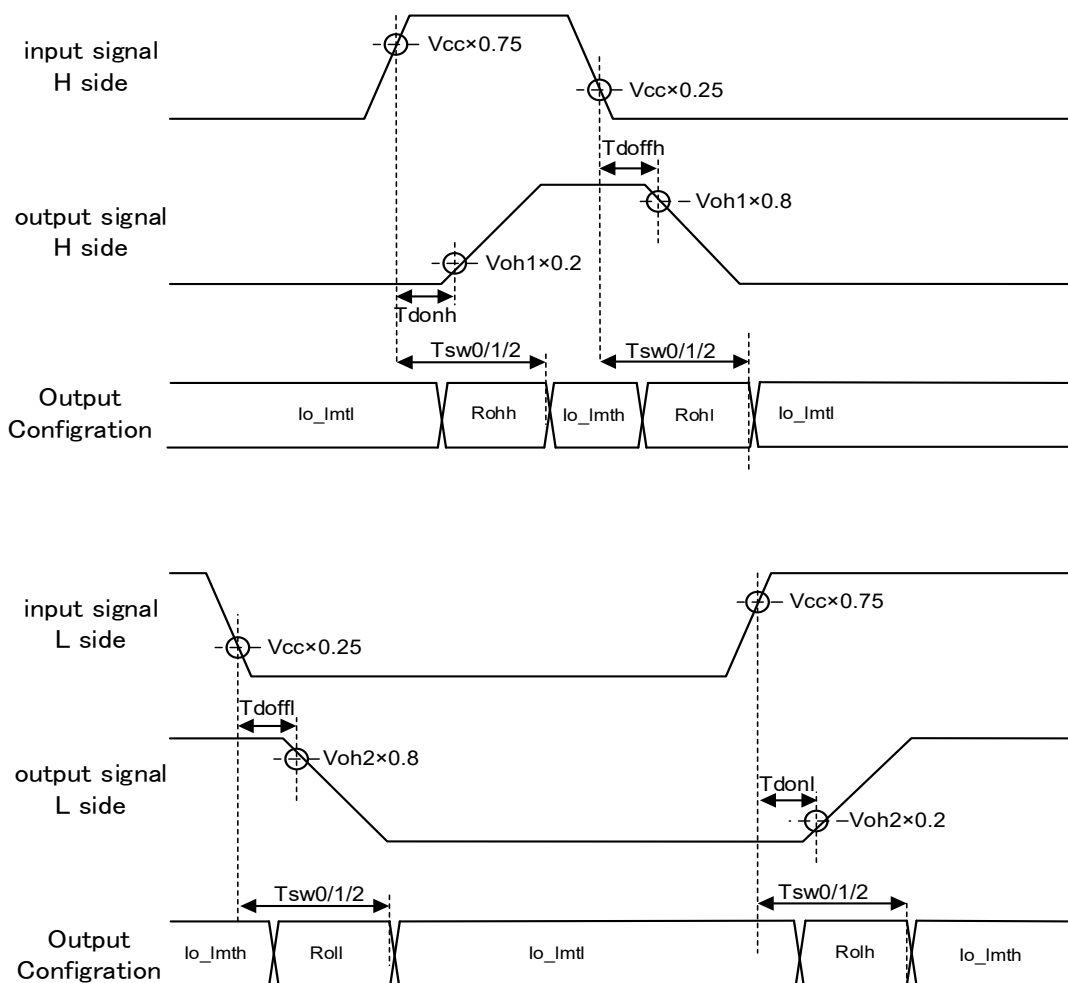 input signal
H side
Vcc×0.75
Vcc×0.25
Tdoffh
output signal
H side
Voh1×0.8
Voh1×0.2
Tdonh
Tsw0/1/2
Tsw0/1/2
Output
Configration
Io_lmtl
Rohh
Io_lmth
Rohl
Io_lmtl
input signal
L side
Vcc×0.25
Vcc×0.75
Tdoffl
output signal
L side
Voh2×0.8
Tdonl
Voh2×0.2
Tsw0/1/2
Tsw0/1/2
Output
Configration
Io_lmth
Roll
Io_lmtl
Rolh
Io_lmth